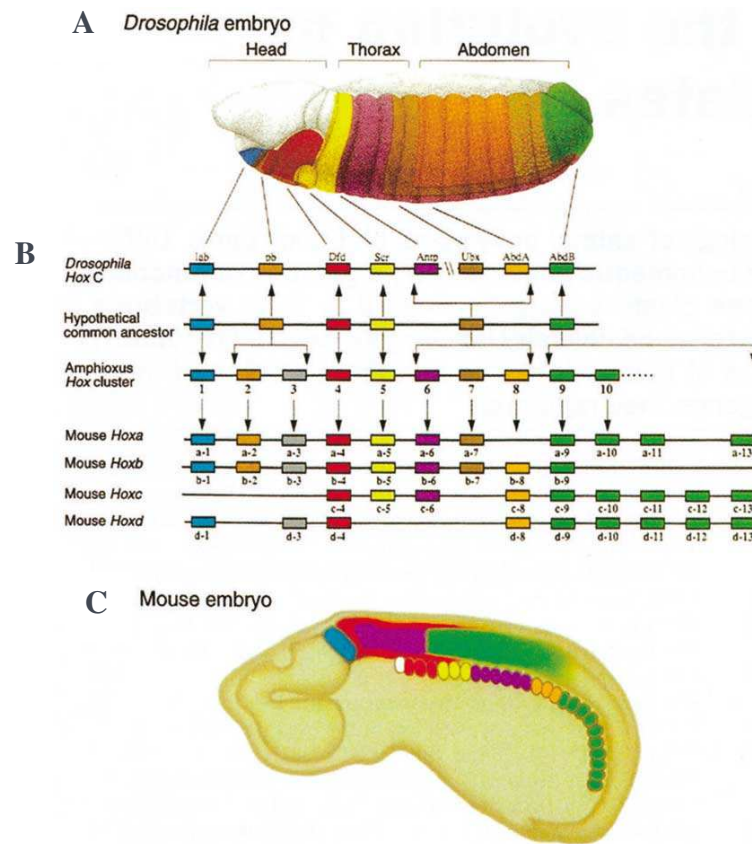 A Drosophila embryo
Head Thorax Abdomen
B
lab pb Dfd Scr Antp Ubx AbdA AbdB
Drosophila
Hox C
Hypothetical
common ancestor
Amphioxus
Hox cluster
1 2 3 4 5 6 7 8 9 10
Mouse Hoxa
a-1 a-2 a-3 a-4 a-5 a-6 a-7 a-9 a-10 a-11 a-13
Mouse Hoxb
b-1 b-2 b-3 b-4 b-5 b-6 b-7 b-8 b-9
Mouse Hoxc
c-4 c-5 c-6 c-8 c-9 c-10 c-11 c-12 c-13
Mouse Hoxd
d-1 d-3 d-4 d-8 d-9 d-10 d-11 d-12 d-13
C Mouse embryo